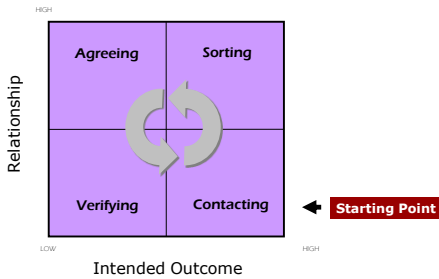 HIGH
Agreeing
Sorting
Relationship
Verifying
Contacting
Starting Point
LOW
HIGH
Intended Outcome